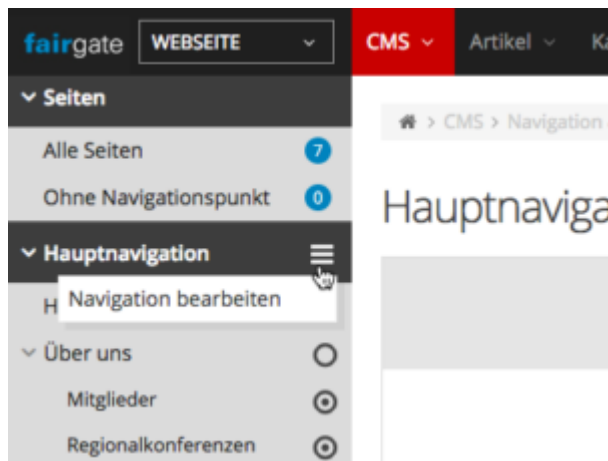 fairgate WEBSEITE CMS Artikel
Seiten
CMS > Navigation
Alle Seiten 7
Ohne Navigationspunkt 0
Hauptnavigation
Navigation bearbeiten
Über uns
Mitglieder
Regionalkonferenzen